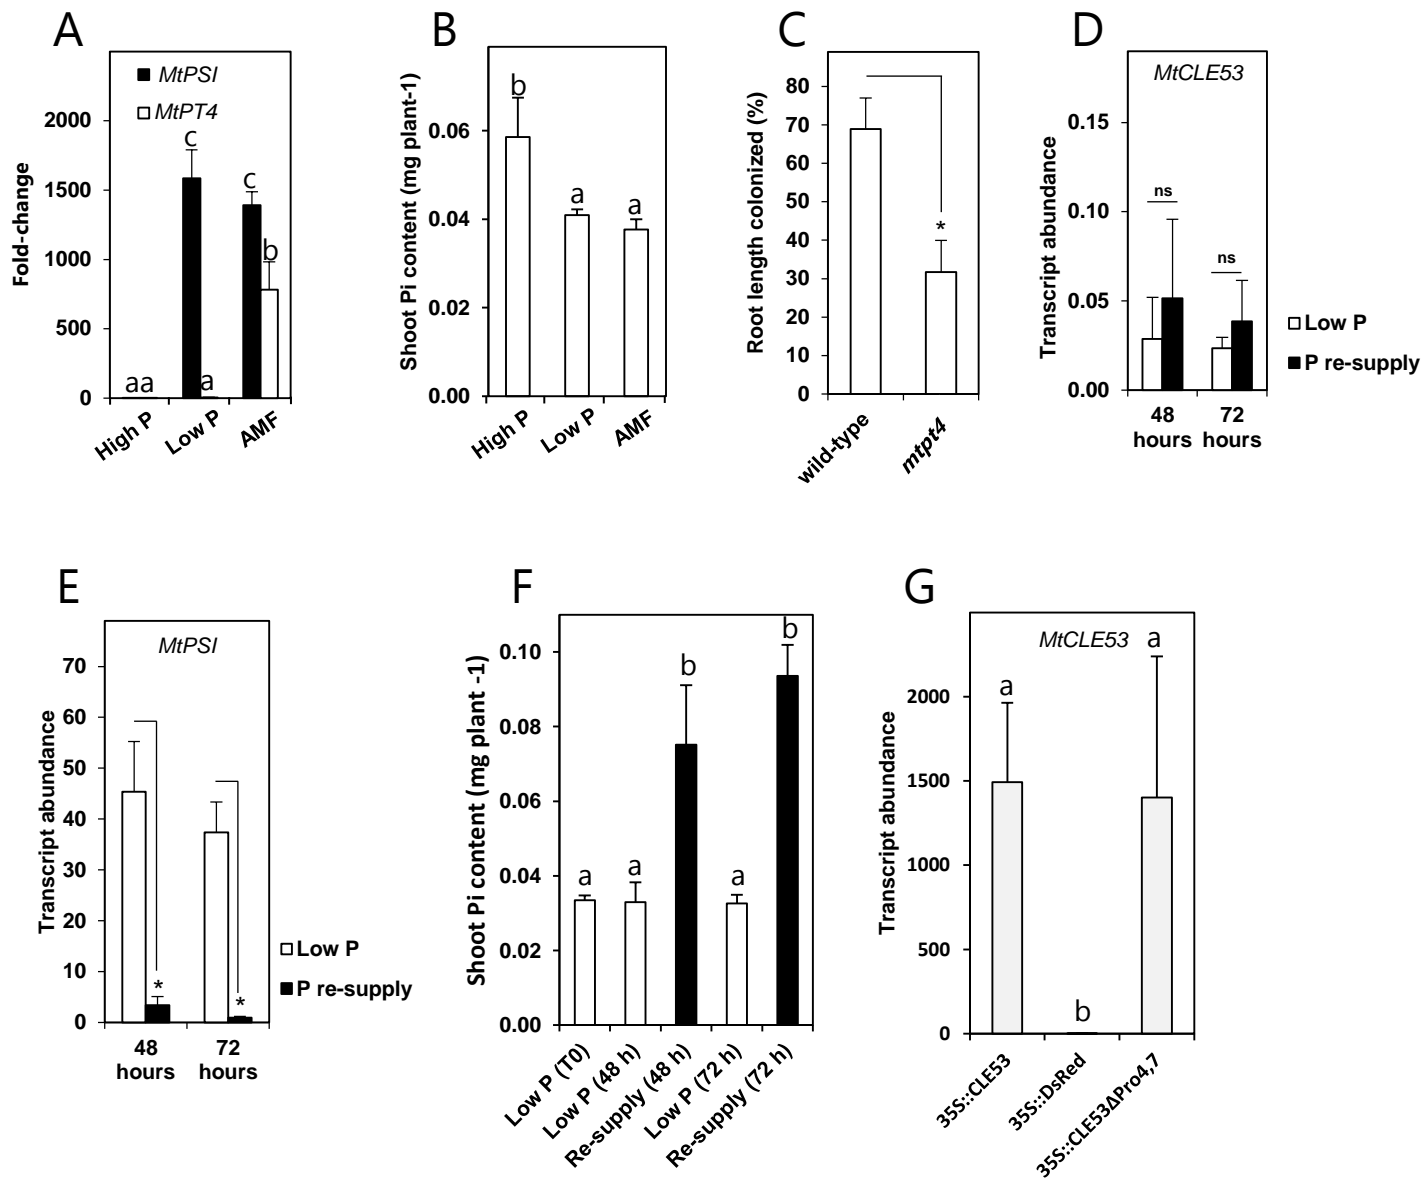 A
Fold-change
2000
1500
1000
500
0
MtPSI
MtPT4
aa
c
a
c
b
High P
Low P
AMF
B
Shoot Pi content (mg plant-1)
0.06
0.04
0.02
0.00
b
a
a
High P
Low P
AMF
C
Root length colonized (%)
80
70
60
50
40
30
20
10
0
*
wild-type
mtpt4
D
MtCLE53
Transcript abundance
0.15
0.10
0.05
0.00
ns
ns
48 hours
72 hours
Low P
P re-supply
E
MtPSI
Transcript abundance
70
60
50
40
30
20
10
0
*
*
48 hours
72 hours
Low P
P re-supply
F
Shoot Pi content (mg plant -1)
0.10
0.08
0.06
0.04
0.02
0.00
a
a
b
a
b
Low P (T0)
Low P (48 h)
Re-supply (48 h)
Low P (72 h)
Re-supply (72 h)
G
MtCLE53
Transcript abundance
2000
1500
1000
500
0
a
b
a
35S::CLE53
35S::DsRed
35S::CLE53ΔPro4,7